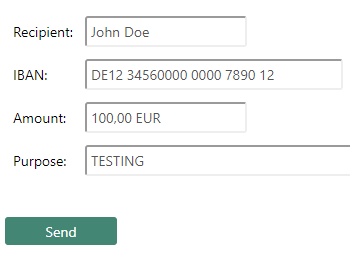 Recipient: John Doe
IBAN: DE12 34560000 0000 7890 12
Amount: 100,00 EUR
Purpose: TESTING
Send